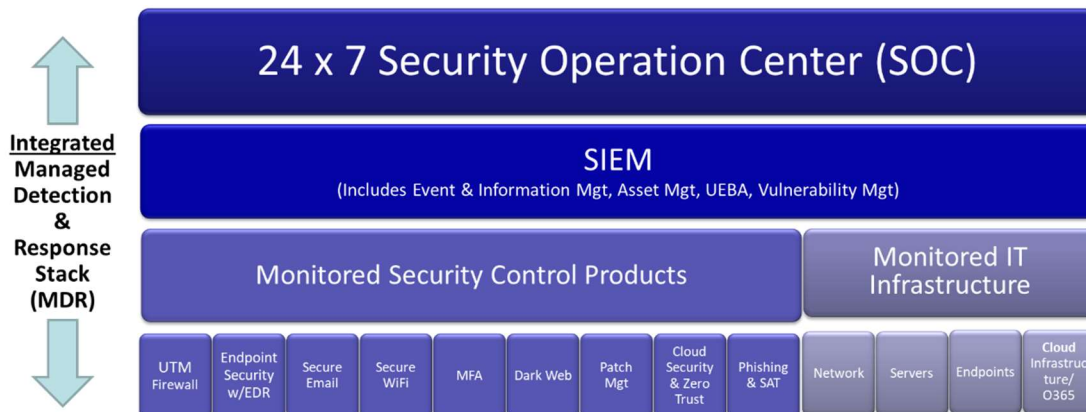 24 x 7 Security Operation Center (SOC)
Integrated
Managed
Detection
&
Response
Stack
(MDR)
SIEM
(Includes Event & Information Mgt, Asset Mgt, UEBA, Vulnerability Mgt)
Monitored Security Control Products
Monitored IT
Infrastructure
UTM
Firewall
Endpoint
Security
w/EDR
Secure
Email
Secure
WiFi
MFA
Dark Web
Patch
Mgt
Cloud
Security
& Zero
Trust
Phishing
& SAT
Network
Servers
Endpoints
Cloud
Infrastruc
ture/
O365